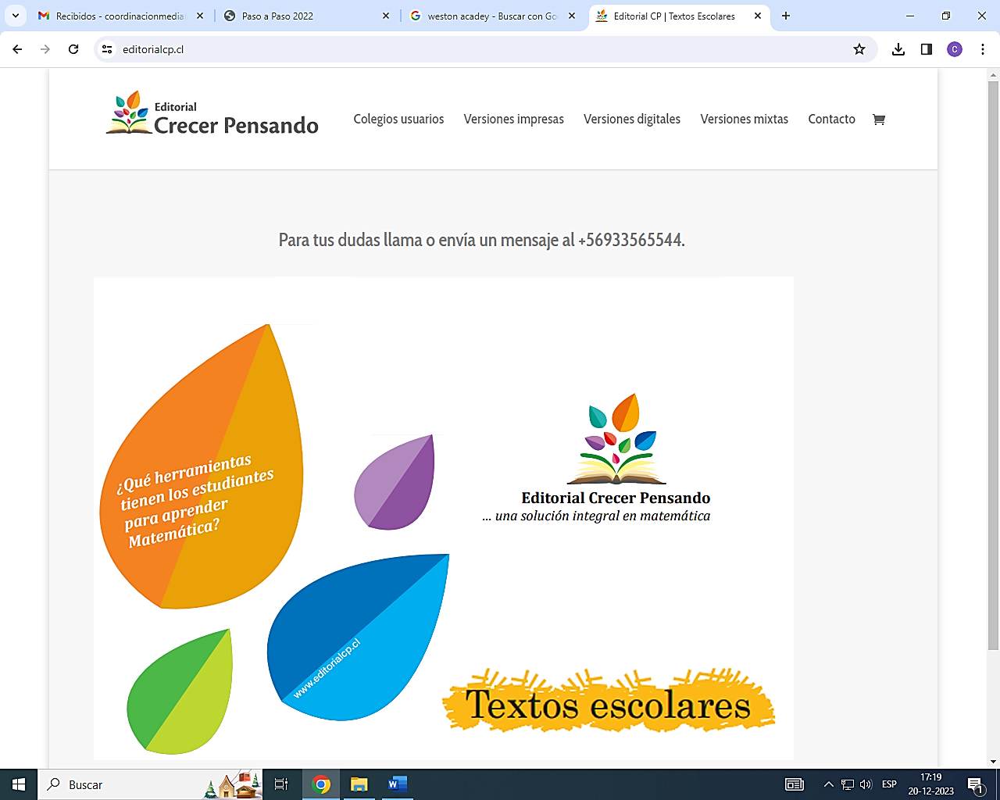 Recibidos - coordinacionmedia
Paso a Paso 2022
weston acadey - Buscar con Go
Editorial CP | Textos Escolares
editorialcp.cl
C
Editorial
Crecer Pensando
Colegios usuarios
Versiones impresas
Versiones digitales
Versiones mixtas
Contacto
Para tus dudas llama o envía un mensaje al +56933565544.
¿Qué herramientas
tienen los estudiantes
para aprender
Matemática?
Editorial Crecer Pensando
... una solución integral en matemática
www.editorialcp.cl
Textos escolares
Buscar
W
ESP
17:19
20-12-2023
1